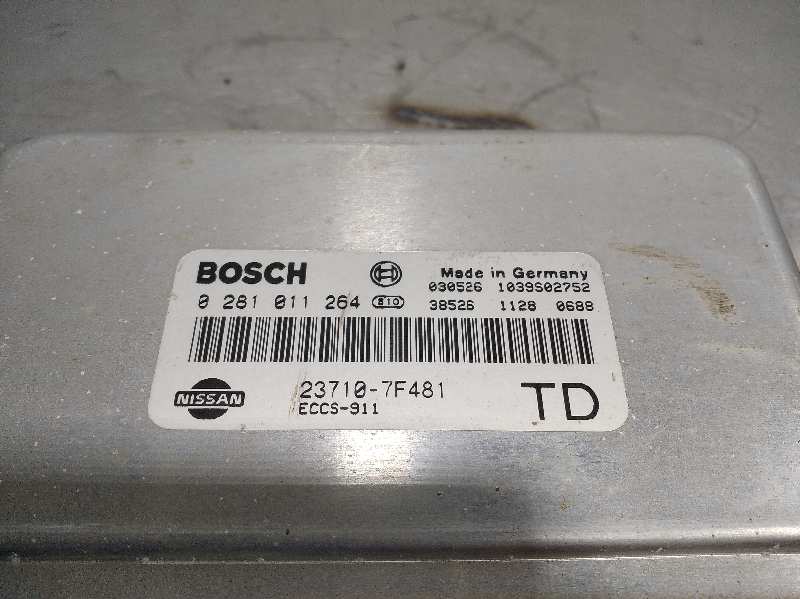 BOSCH Made in Germany
030526 1039S02752
0 281 011 264 e10 38526 1128 0688
NISSAN 23710-7F481
ECCS-911
TD